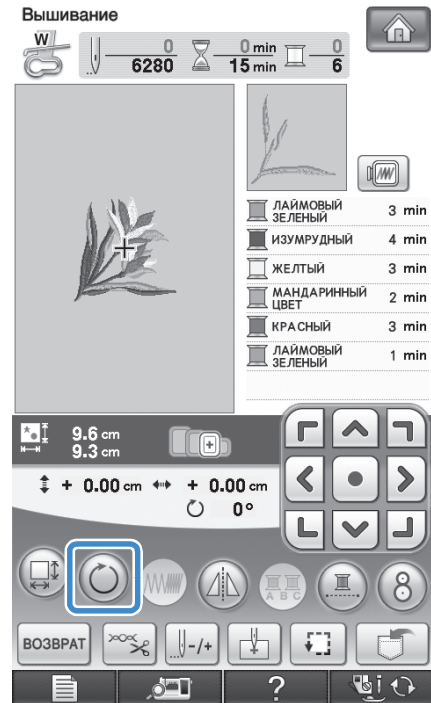 Вышивание
W
0 0 min 0
6280 15 min 6
ЛАЙМОВЫЙ ЗЕЛЕНЫЙ 3 min
ИЗУМРУДНЫЙ 4 min
ЖЕЛТЫЙ 3 min
МАНДАРИННЫЙ ЦВЕТ 2 min
КРАСНЫЙ 3 min
ЛАЙМОВЫЙ ЗЕЛЕНЫЙ 1 min
9.6 cm
9.3 cm
+ 0.00 cm + 0.00 cm
0°
A B C
8
ВОЗВРАТ
-/+
?